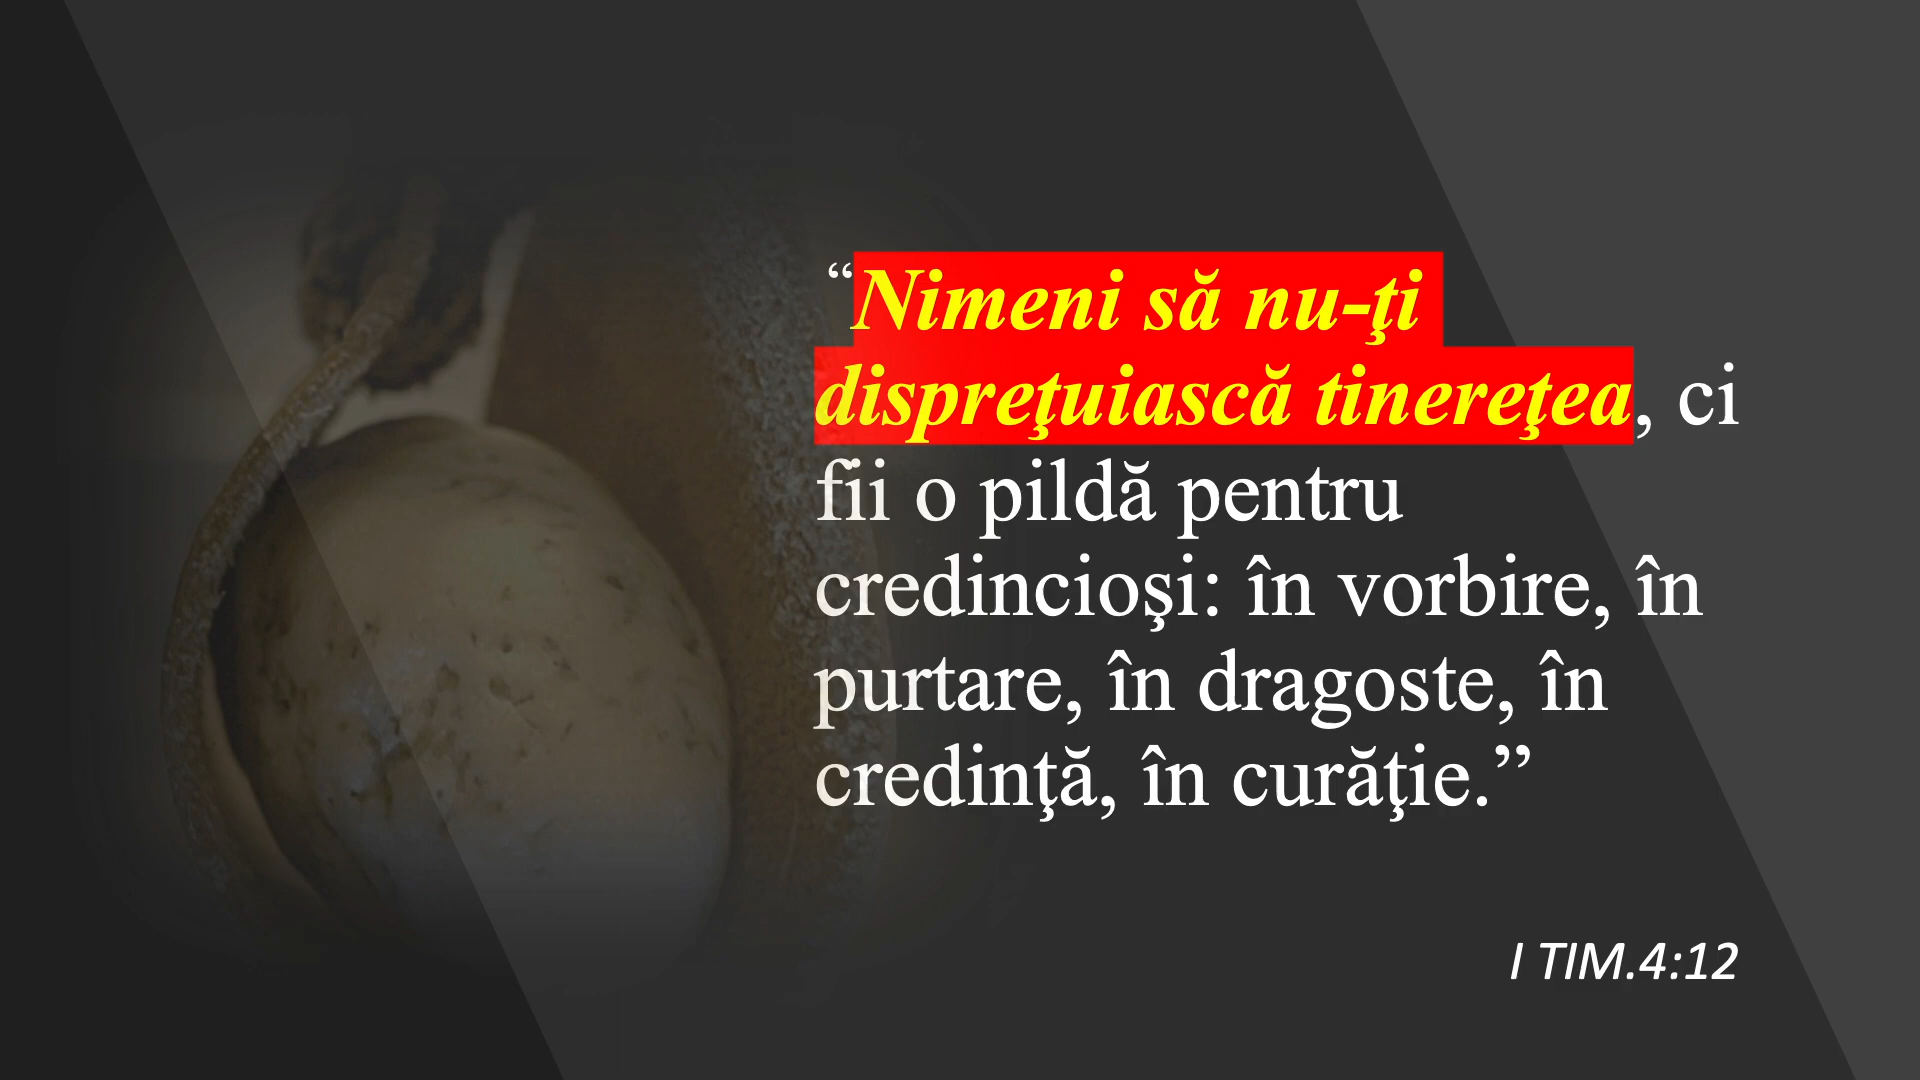 “Nimeni să nu-ţi
dispreţuiască tinereţea, ci
fii o pildă pentru
credincioşi: în vorbire, în
purtare, în dragoste, în
credinţă, în curăţie.”
I TIM.4:12